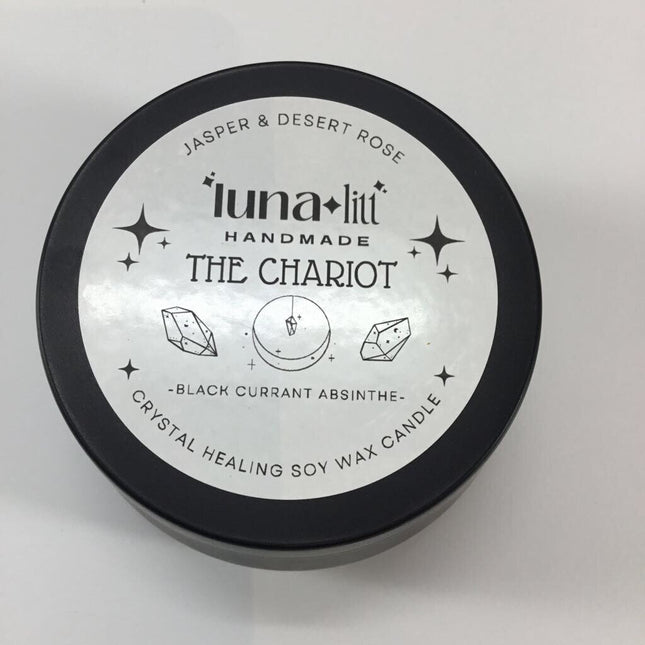 JASPER & DESERT ROSE
luna litt
HANDMADE
THE CHARIOT
-BLACK CURRANT ABSINTHE-
CRYSTAL HEALING SOY WAX CANDLE